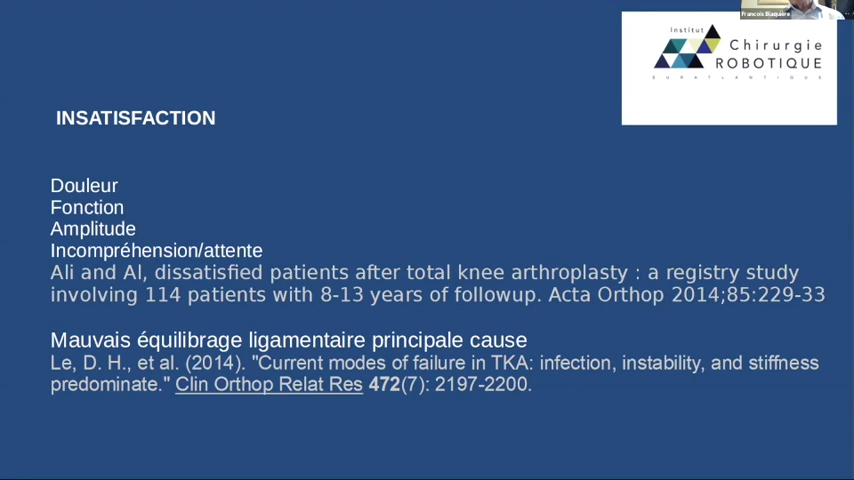 Francois Blaquière
Institut
Chirurgie
ROBOTIQUE
SURATLANTIQUE
INSATISFACTION
Douleur
Fonction
Amplitude
Incompréhension/attente
Ali and Al, dissatisfied patients after total knee arthroplasty : a registry study
involving 114 patients with 8-13 years of followup. Acta Orthop 2014;85:229-33
Mauvais équilibrage ligamentaire principale cause
Le, D. H., et al. (2014). "Current modes of failure in TKA: infection, instability, and stiffness
predominate." Clin Orthop Relat Res 472(7): 2197-2200.